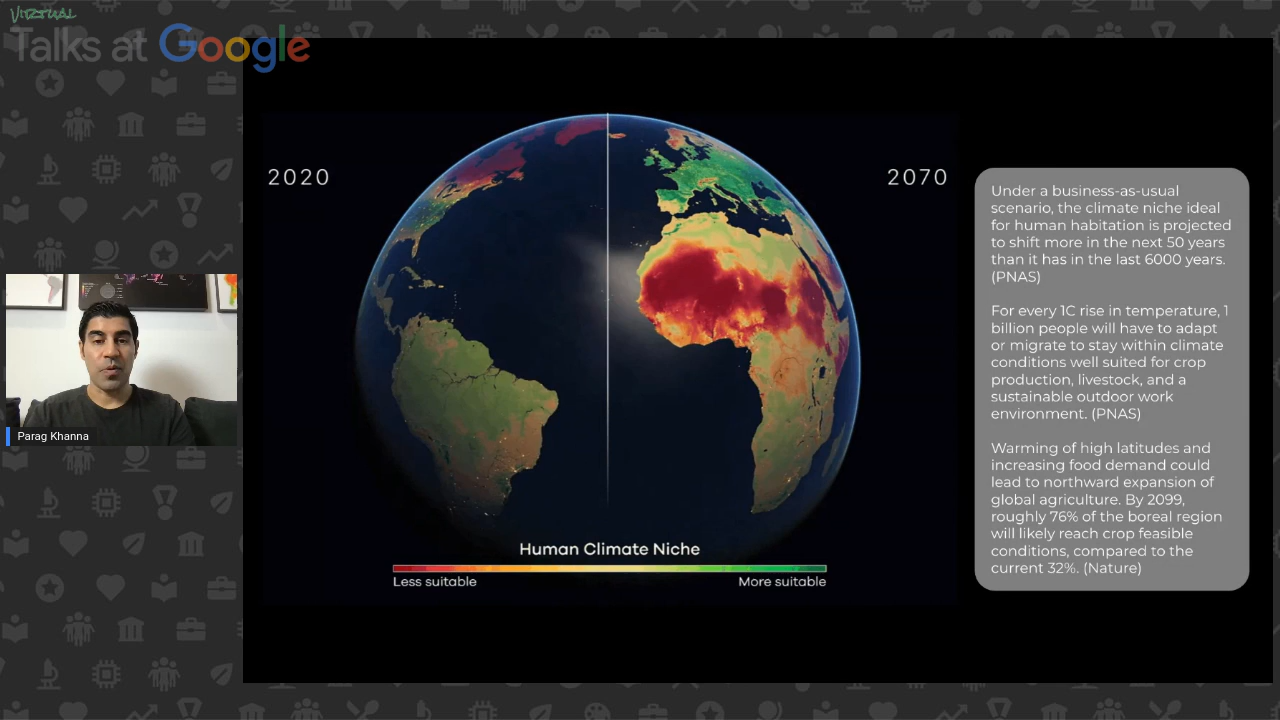 VIRTUAL
Talks at Google
2020
2070
Under a business-as-usual
scenario, the climate niche ideal
for human habitation is projected
to shift more in the next 50 years
than it has in the last 6000 years.
(PNAS)
For every 1C rise in temperature, 1
billion people will have to adapt
or migrate to stay within climate
conditions well suited for crop
production, livestock, and a
sustainable outdoor work
environment. (PNAS)
Warming of high latitudes and
increasing food demand could
lead to northward expansion of
global agriculture. By 2099,
roughly 76% of the boreal region
will likely reach crop feasible
conditions, compared to the
current 32%. (Nature)
Parag Khanna
Human Climate Niche
Less suitable
More suitable